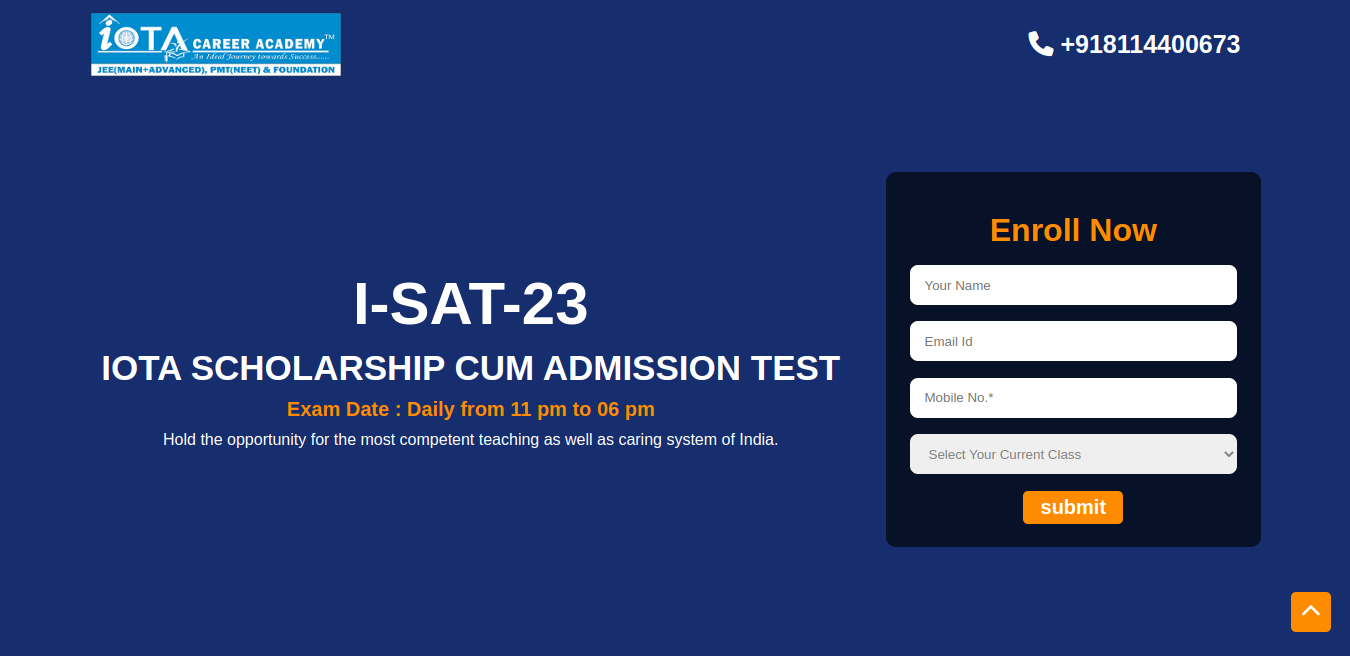 iOTA CAREER ACADEMY TM
An Ideal Journey towards Success......
JEE(MAIN+ADVANCED), PMT(NEET) & FOUNDATION
+918114400673
I-SAT-23
IOTA SCHOLARSHIP CUM ADMISSION TEST
Exam Date : Daily from 11 pm to 06 pm
Hold the opportunity for the most competent teaching as well as caring system of India.
Enroll Now
Your Name
Email Id
Mobile No.*
Select Your Current Class
submit